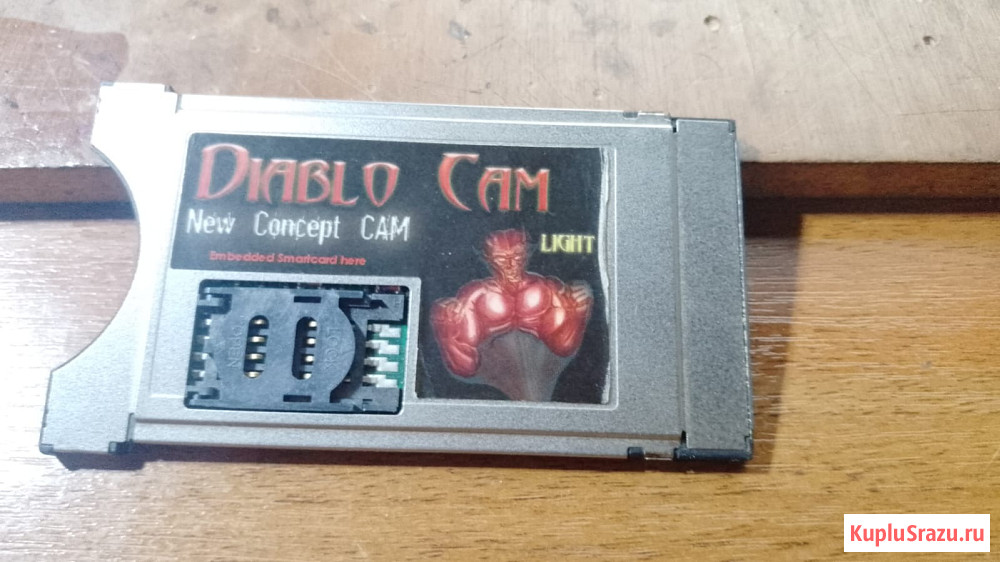 DIABLO CAM
New Concept CAM
LIGHT
Embedded Smartcard here
KupluSrazu.ru